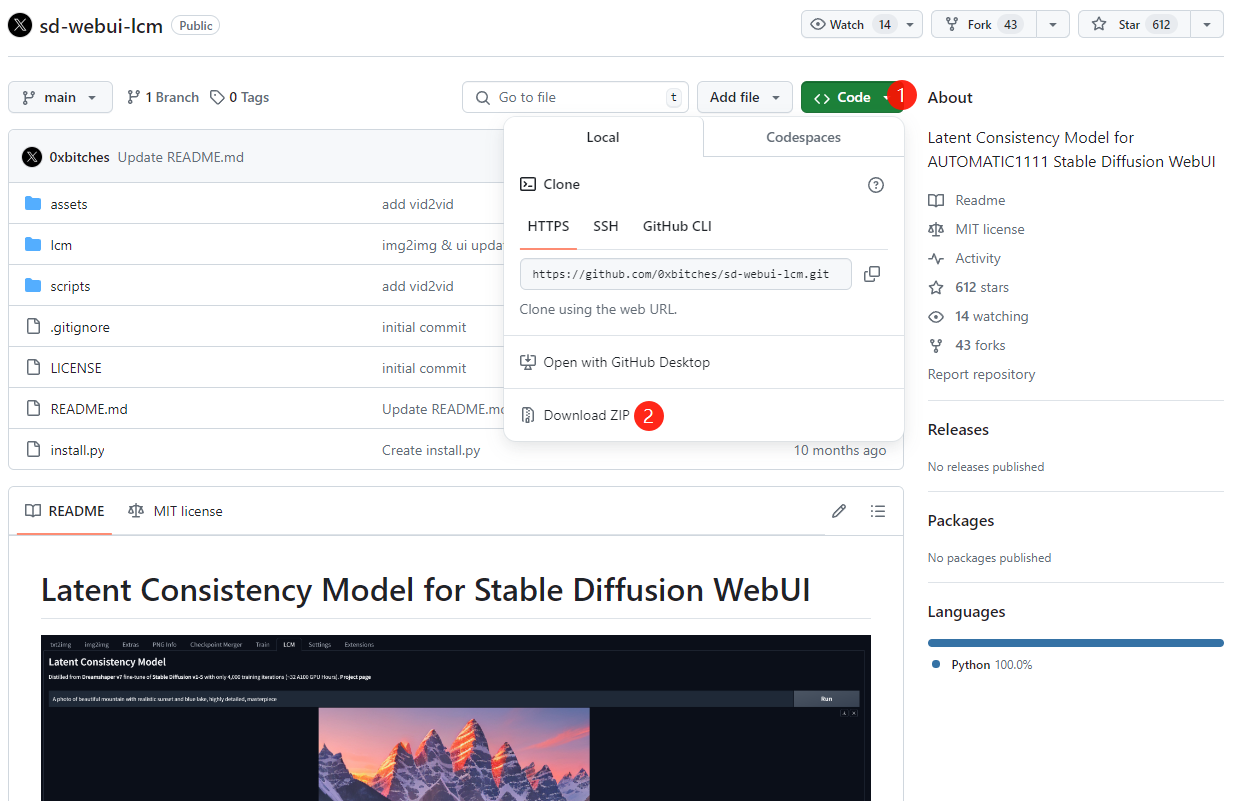 sd-webui-lcm Public
Watch 14
Fork 43
Star 612
main
1 Branch
0 Tags
Go to file
t
Add file
Code
1
0xbitches Update README.md
assets add vid2vid
lcm img2img & ui upda
scripts add vid2vid
.gitignore initial commit
LICENSE initial commit
README.md Update README.m
install.py Create install.py 10 months ago
Local
Codespaces
Clone
HTTPS SSH GitHub CLI
https://github.com/0xbitches/sd-webui-lcm.git
Clone using the web URL.
Open with GitHub Desktop
Download ZIP 2
About
Latent Consistency Model for
AUTOMATIC1111 Stable Diffusion WebUI
Readme
MIT license
Activity
612 stars
14 watching
43 forks
Report repository
Releases
No releases published
Packages
No packages published
Languages
Python 100.0%
README
MIT license
Latent Consistency Model for Stable Diffusion WebUI
txt2img img2img Extras PNG Info Checkpoint Merger Train LCM Settings Extensions
Latent Consistency Model
Distilled from Dreamshaper v7 fine-tune of Stable Diffusion v1-5 with only 4,000 training iterations (~32 A100 GPU Hours). Project page
A photo of beautiful mountain with realistic sunset and blue lake, highly detailed, masterpiece
Run